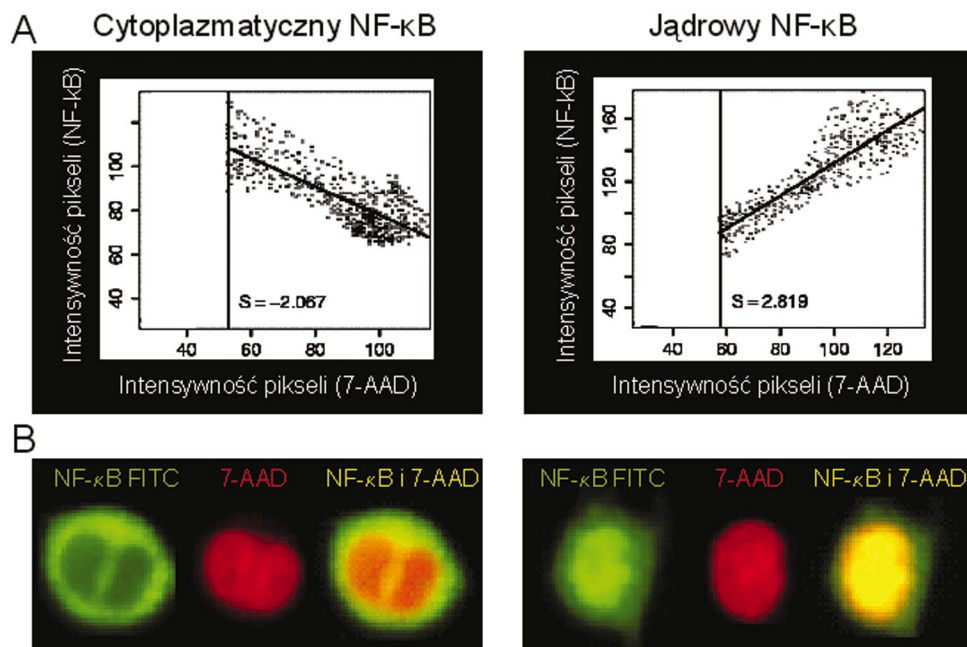 A
Cytoplazmatyczny NF-κB
Jądrowy NF-κB
Intensywność pikseli (NF-kB)
100
80
60
40
S = –2.067
40
60
80
100
Intensywność pikseli (7-AAD)
Intensywność pikseli (NF-kB)
160
120
80
40
S = 2.819
40
60
80
100
120
Intensywność pikseli (7-AAD)
B
NF-κB FITC
7-AAD
NF-κB i 7-AAD
NF-κB FITC
7-AAD
NF-κB i 7-AAD